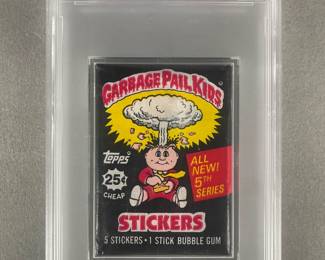 GARBAGE PAIL KIDS
topps
25¢
CHEAP
ALL
NEW!
5TH
SERIES
STICKERS
5 STICKERS • 1 STICK BUBBLE GUM